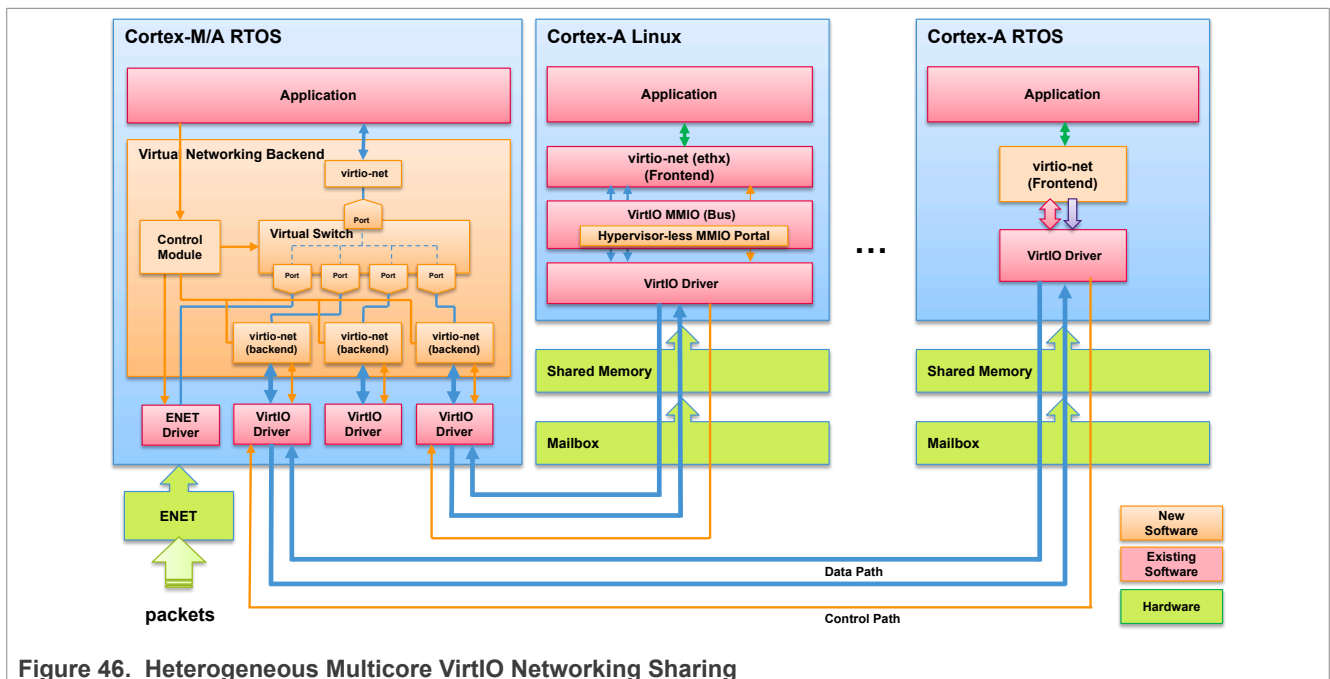 Cortex-M/A RTOS
Application
Virtual Networking Backend
virtio-net
Port
Virtual Switch
Control
Module
Port
Port
Port
Port
virtio-net
(backend)
virtio-net
(backend)
virtio-net
(backend)
ENET
Driver
VirtIO
Driver
VirtIO
Driver
VirtIO
Driver
ENET
packets
Cortex-A Linux
Application
virtio-net (ethx)
(Frontend)
VirtIO MMIO (Bus)
Hypervisor-less MMIO Portal
VirtIO Driver
Shared Memory
Mailbox
...
Cortex-A RTOS
Application
virtio-net
(Frontend)
VirtIO Driver
Shared Memory
Mailbox
Data Path
Control Path
New
Software
Existing
Software
Hardware
Figure 46. Heterogeneous Multicore VirtIO Networking Sharing